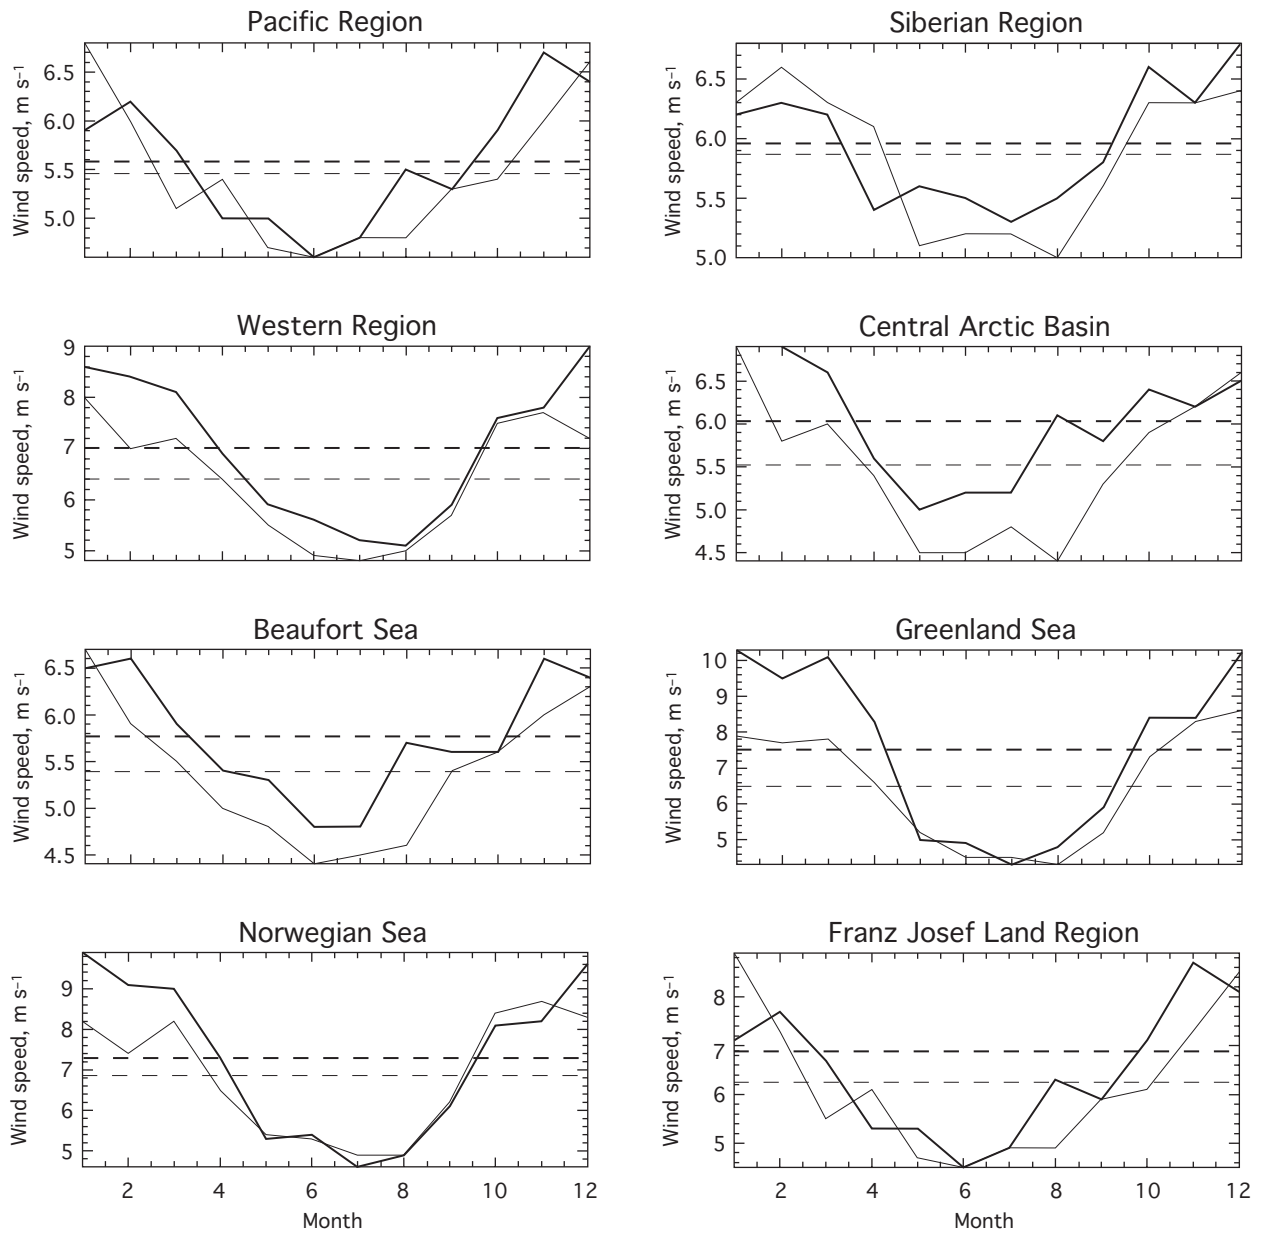 Pacific Region
Wind speed, m s⁻¹
6.5
6.0
5.5
5.0
Siberian Region
Wind speed, m s⁻¹
6.5
6.0
5.5
5.0
Western Region
Wind speed, m s⁻¹
9
8
7
6
5
Central Arctic Basin
Wind speed, m s⁻¹
6.5
6.0
5.5
5.0
4.5
Beaufort Sea
Wind speed, m s⁻¹
6.5
6.0
5.5
5.0
4.5
Greenland Sea
Wind speed, m s⁻¹
10
9
8
7
6
5
Norwegian Sea
Wind speed, m s⁻¹
9
8
7
6
5
2 4 6 8 10 12
Month
Franz Josef Land Region
Wind speed, m s⁻¹
8
7
6
5
2 4 6 8 10 12
Month